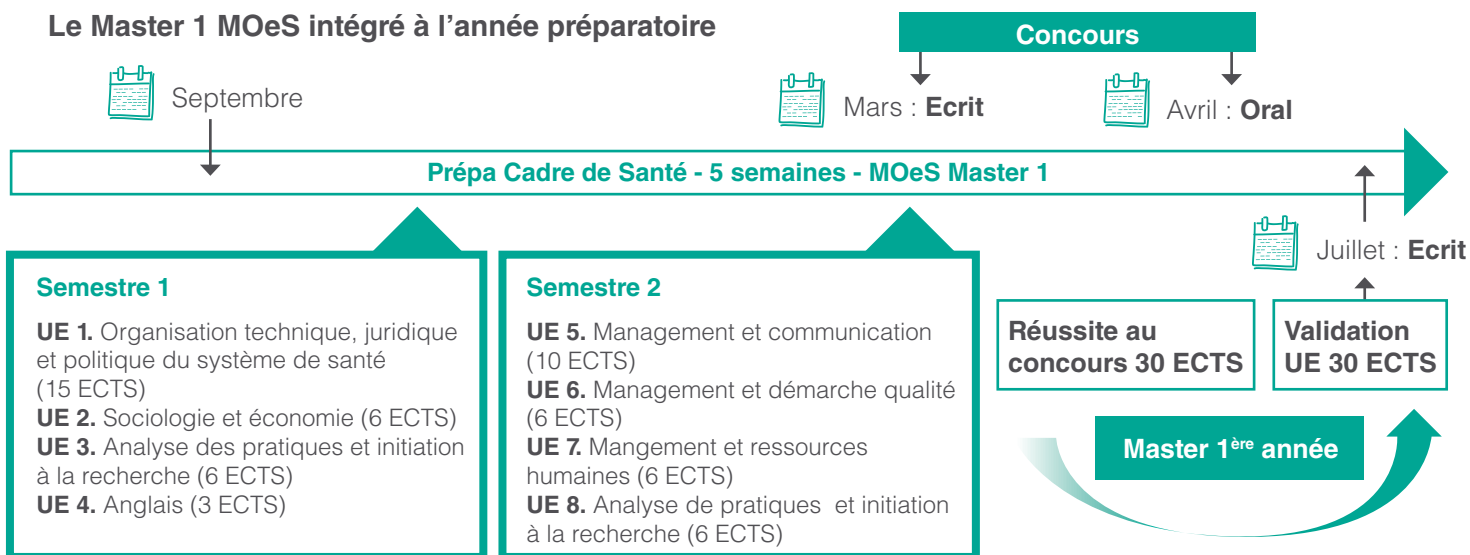 Le Master 1 MOeS intégré à l'année préparatoire
Concours
Septembre
Mars : Ecrit
Avril : Oral
Prépa Cadre de Santé - 5 semaines - MOeS Master 1
Juillet : Ecrit
Semestre 1
UE 1. Organisation technique, juridique
et politique du système de santé
(15 ECTS)
UE 2. Sociologie et économie (6 ECTS)
UE 3. Analyse des pratiques et initiation
à la recherche (6 ECTS)
UE 4. Anglais (3 ECTS)
Semestre 2
UE 5. Management et communication
(10 ECTS)
UE 6. Management et démarche qualité
(6 ECTS)
UE 7. Mangement et ressources
humaines (6 ECTS)
UE 8. Analyse de pratiques et initiation
à la recherche (6 ECTS)
Réussite au
concours 30 ECTS
Validation
UE 30 ECTS
Master 1ère année